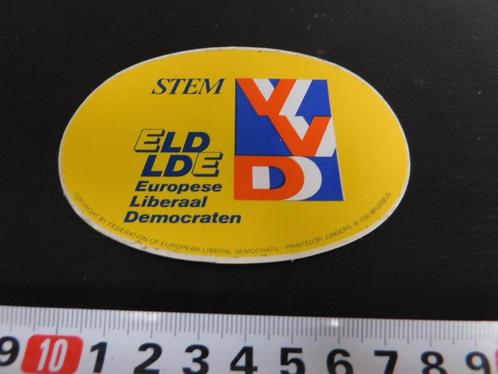 STEM
VVD
ELD
LDE
Europese
Liberaal
Democraten
COPYRIGHT BY FEDERATION OF EUROPEAN LIBERAL DEMOCRATS - PRINTED BY JUNGERS. B 1030 BRUSSELS
9 10 1 2 3 4 5 6 7 8 9